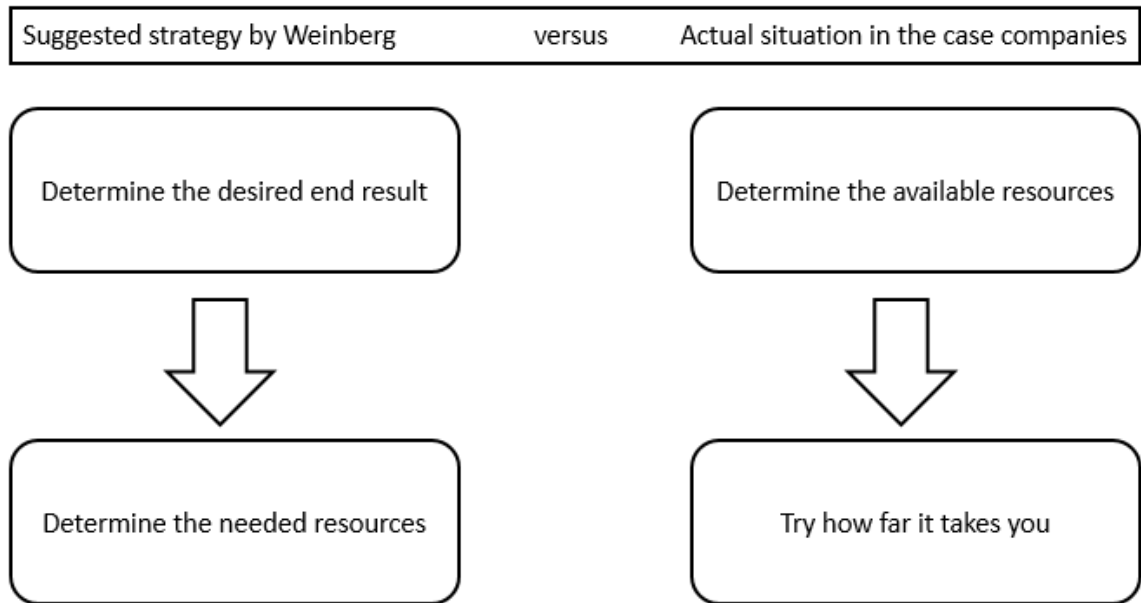 Suggested strategy by Weinberg versus Actual situation in the case companies
Determine the desired end result
Determine the available resources
Determine the needed resources
Try how far it takes you